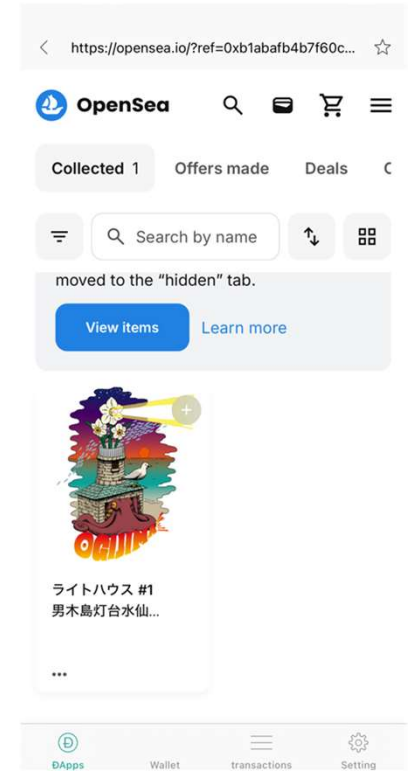 https://opensea.io/?ref=0xb1abafb4b7f60c...
OpenSea
Collected 1 Offers made Deals
Search by name
moved to the “hidden” tab.
View items Learn more
OGIJIMA
ライトハウス #1
男木島灯台水仙...
...
ĐApps Wallet transactions Setting